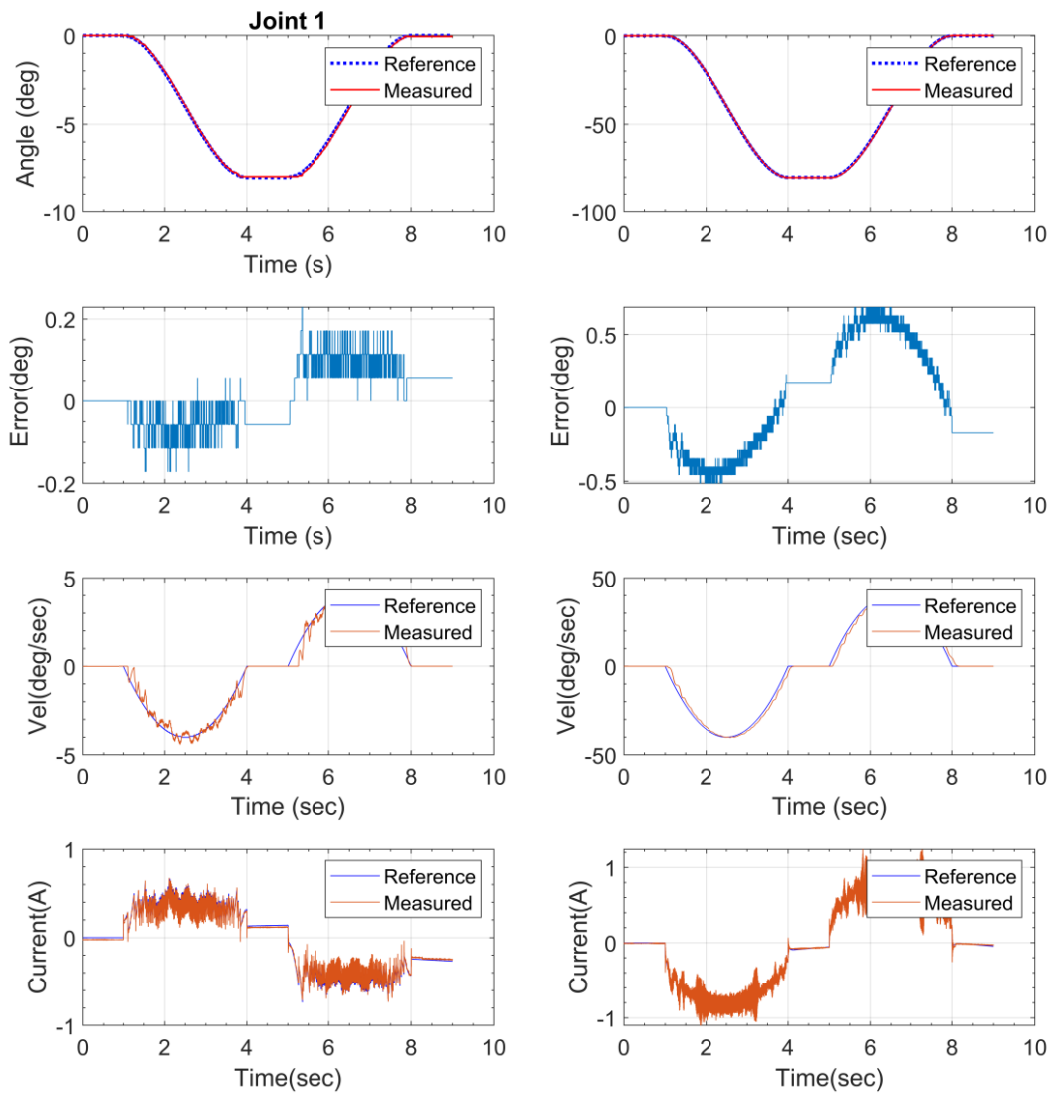 Joint 1
Angle (deg)
0
-5
-10
Reference
Measured
0 2 4 6 8 10
Time (s)
0
-50
-100
Reference
Measured
0 2 4 6 8 10
Error(deg)
0.2
0
-0.2
0 2 4 6 8 10
Time (s)
Error(deg)
0.5
0
-0.5
0 2 4 6 8 10
Time (sec)
Vel(deg/sec)
5
0
-5
Reference
Measured
0 2 4 6 8 10
Time (sec)
Vel(deg/sec)
50
0
-50
Reference
Measured
0 2 4 6 8 10
Time (sec)
Current(A)
1
0
-1
Reference
Measured
0 2 4 6 8 10
Time(sec)
Current(A)
1
0
-1
Reference
Measured
0 2 4 6 8 10
Time(sec)